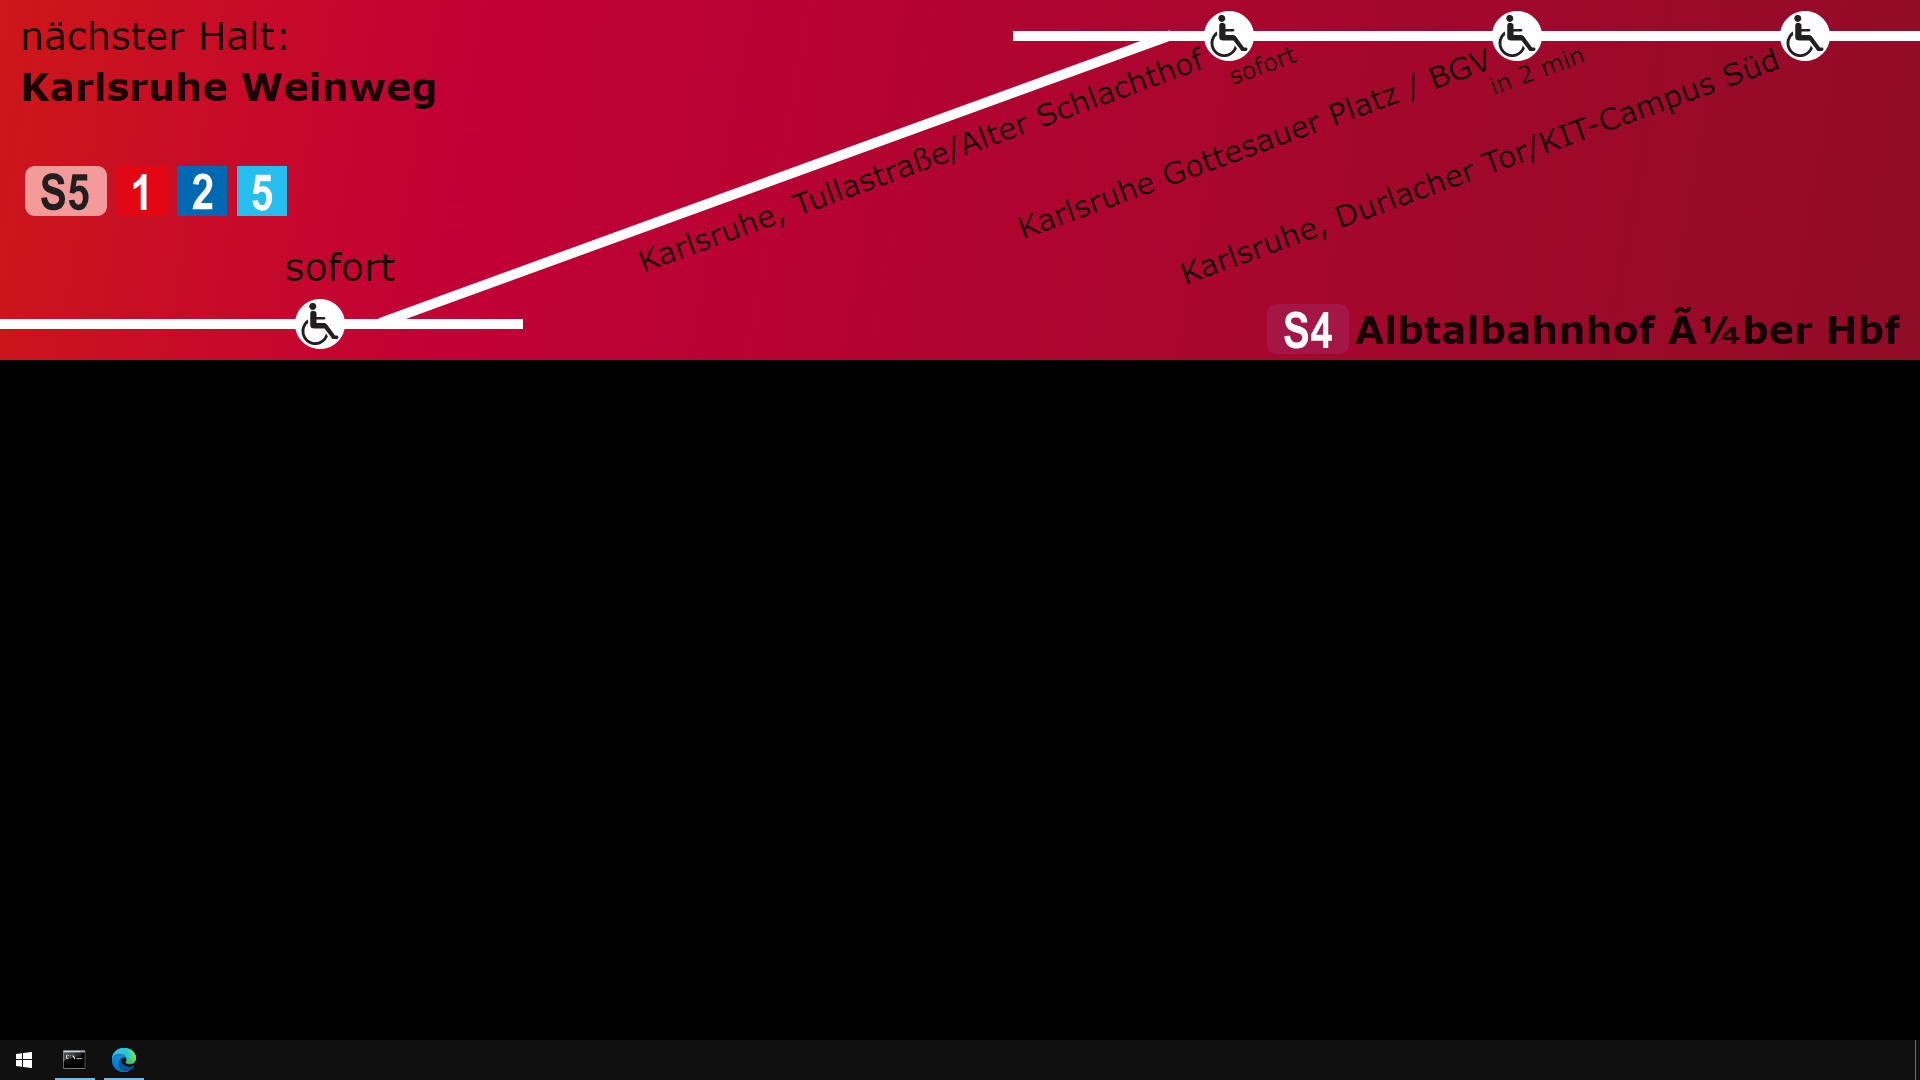 nächster Halt:
Karlsruhe Weinweg
S5 1 2 5
sofort
Karlsruhe, Tullastraße/Alter Schlachthof
sofort
Karlsruhe Gottesauer Platz / BGV
in 2 min
Karlsruhe, Durlacher Tor/KIT-Campus Süd
S4 Albtalbahnhof Ã¼ber Hbf